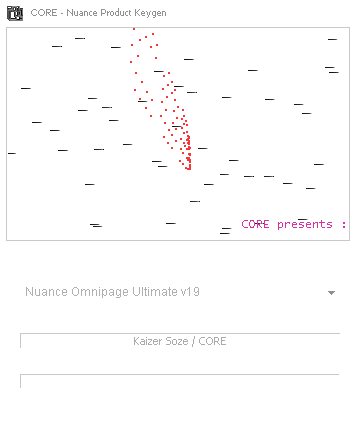 CORE - Nuance Product Keygen
CORE presents :
Nuance Omnipage Ultimate v19
Kaizer Soze / CORE